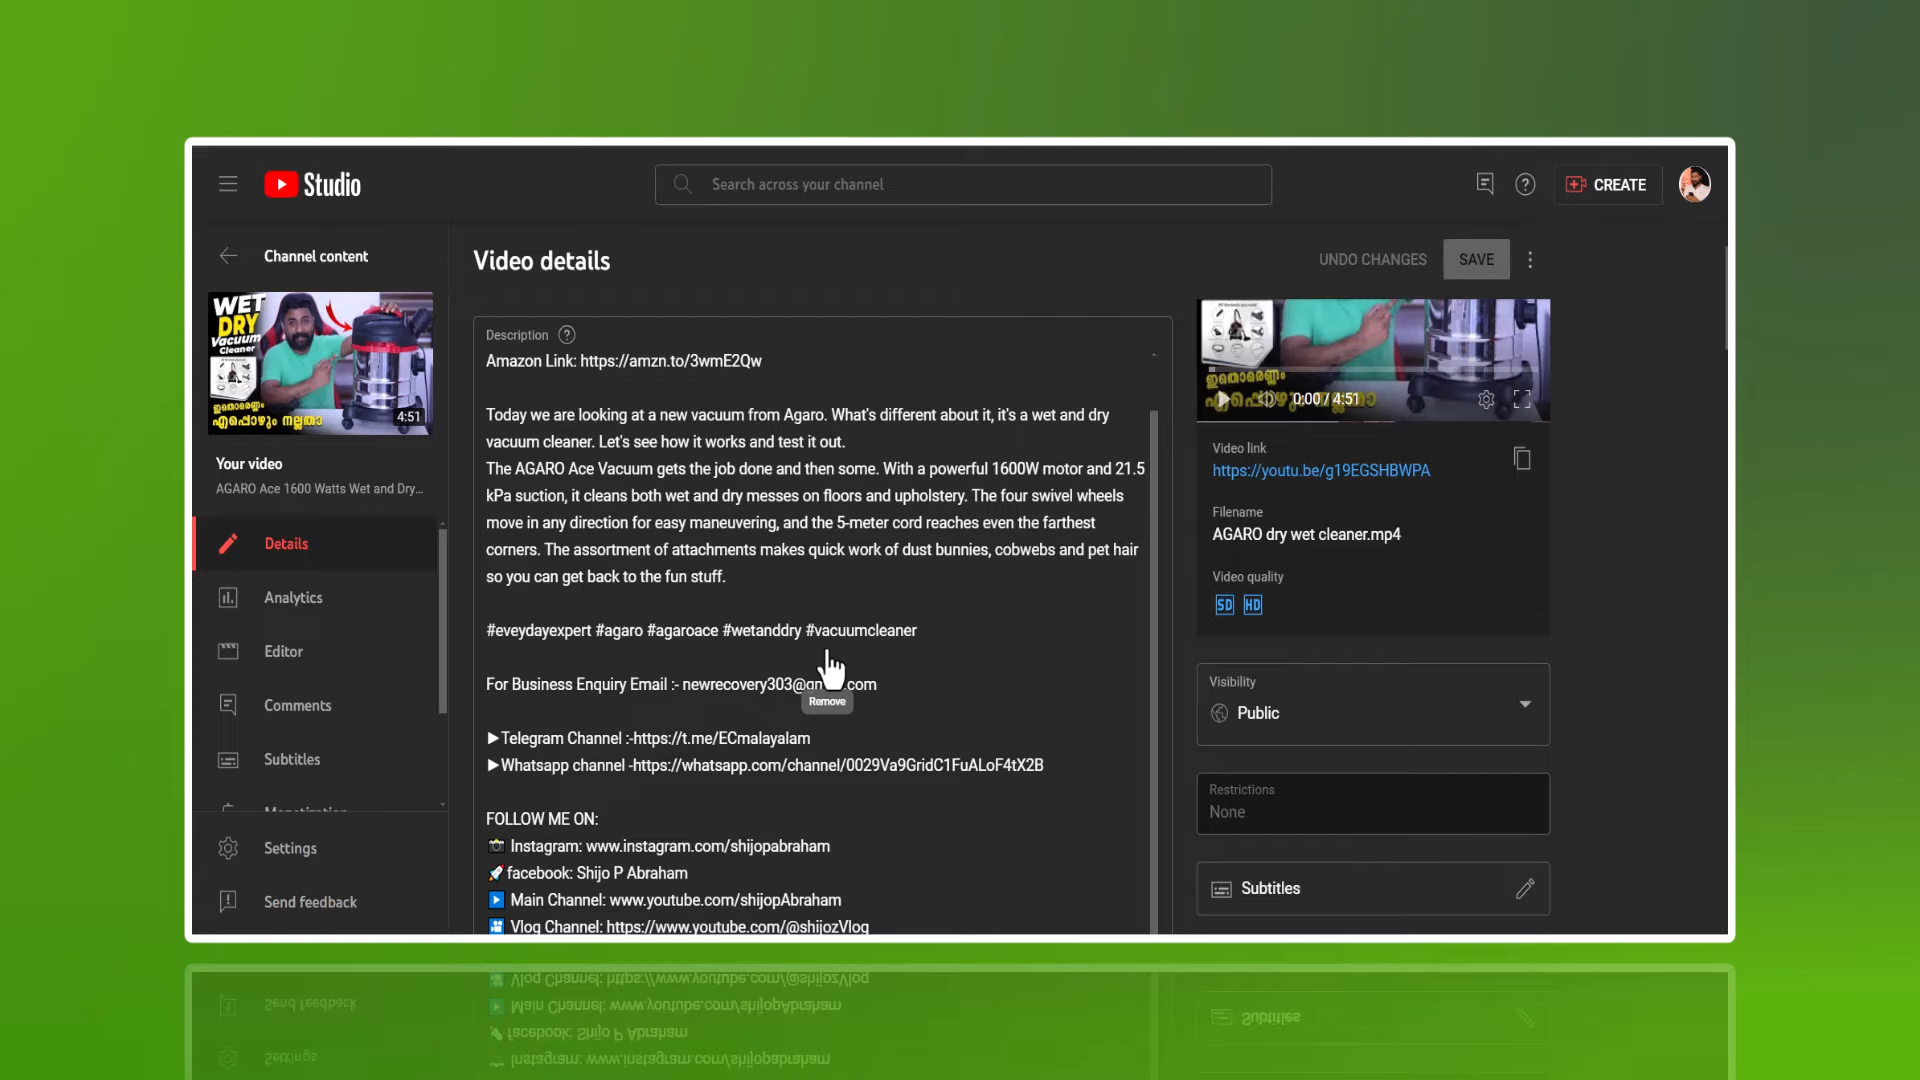 Studio
Search across your channel
CREATE
Channel content
WET
DRY
Vacuum
Cleaner
ഇതൊരെണ്ണം
എപ്പൊഴും നല്ലതാ
4:51
Your video
AGARO Ace 1600 Watts Wet and Dry...
Details
Analytics
Editor
Comments
Subtitles
Monetization
Settings
Send feedback
Video details
UNDO CHANGES
SAVE
Description
Amazon Link: https://amzn.to/3wmE2Qw
Today we are looking at a new vacuum from Agaro. What's different about it, it's a wet and dry
vacuum cleaner. Let's see how it works and test it out.
The AGARO Ace Vacuum gets the job done and then some. With a powerful 1600W motor and 21.5
kPa suction, it cleans both wet and dry messes on floors and upholstery. The four swivel wheels
move in any direction for easy maneuvering, and the 5-meter cord reaches even the farthest
corners. The assortment of attachments makes quick work of dust bunnies, cobwebs and pet hair
so you can get back to the fun stuff.
#eveydayexpert #agaro #agaroace #wetanddry #vacuumcleaner
For Business Enquiry Email :- newrecovery303@gm .com
Remove
▶Telegram Channel :-https://t.me/ECmalayalam
▶Whatsapp channel -https://whatsapp.com/channel/0029Va9GridC1FuALoF4tX2B
FOLLOW ME ON:
📸 Instagram: www.instagram.com/shijopabraham
🚀 facebook: Shijo P Abraham
▶ Main Channel: www.youtube.com/shijopAbraham
🎦 Vlog Channel: https://www.youtube.com/@shijozVlog
ഇതൊരെണ്ണം
എപ്പൊഴും നല്ലതാ
0:00 / 4:51
Video link
https://youtu.be/g19EGSHBWPA
Filename
AGARO dry wet cleaner.mp4
Video quality
SD HD
Visibility
Public
Restrictions
None
Subtitles